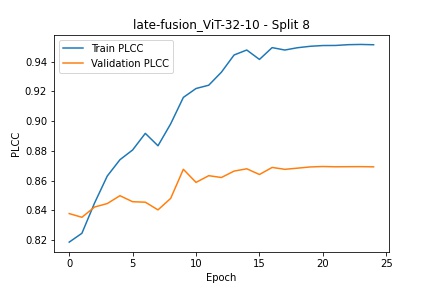 late-fusion_ViT-32-10 - Split 8
Train PLCC
Validation PLCC
PLCC
0.94
0.92
0.90
0.88
0.86
0.84
0.82
0 5 10 15 20 25
Epoch